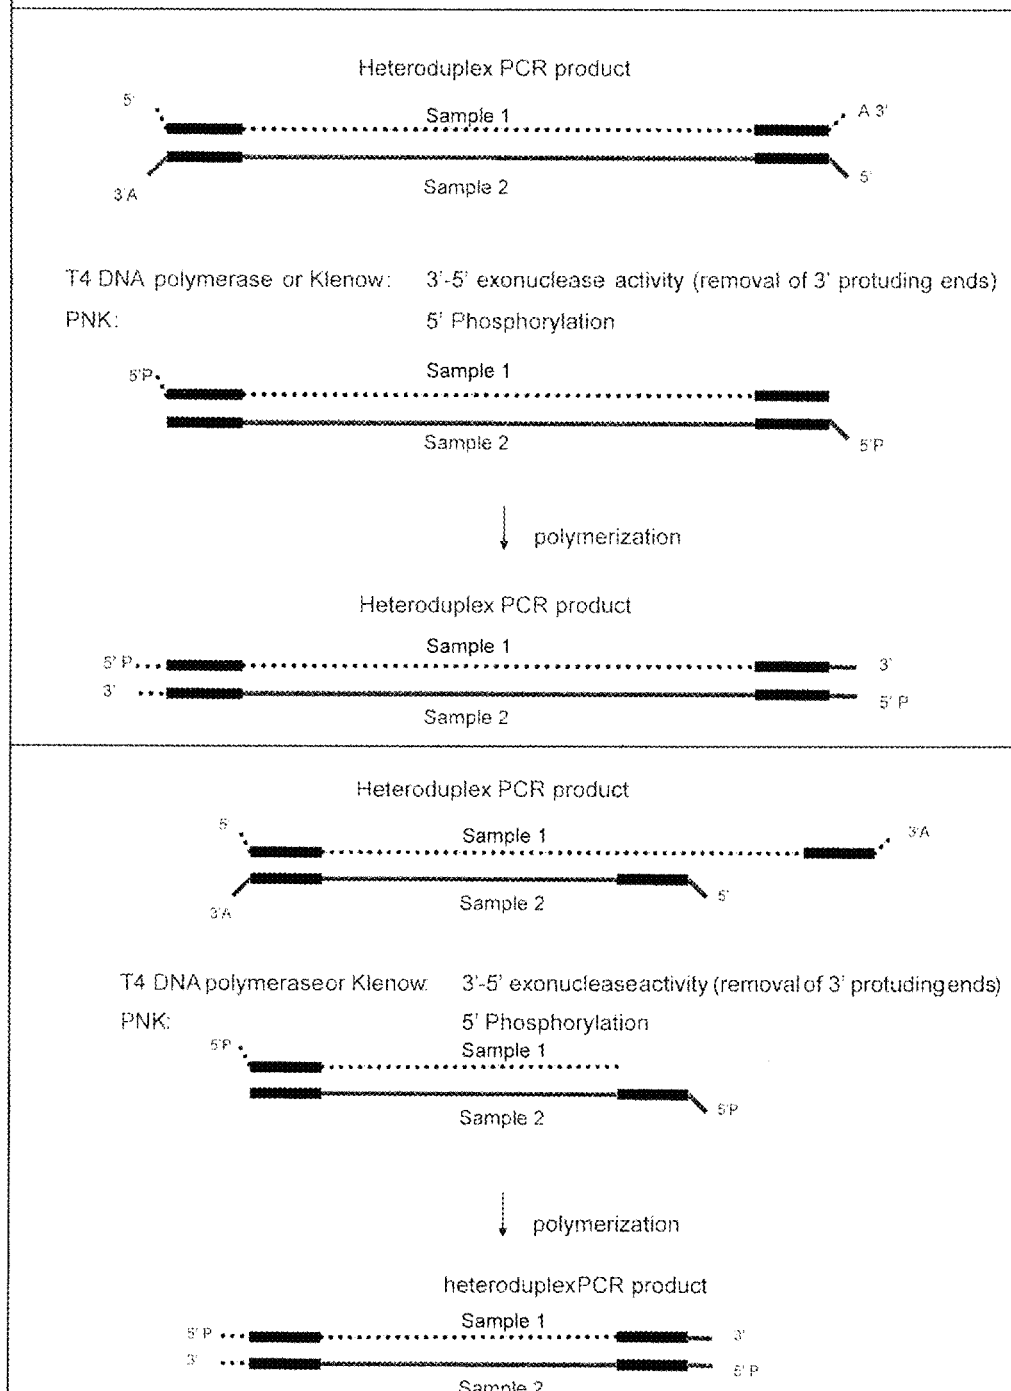 Heteroduplex PCR product
5'
Sample 1
A 3'
3'A
Sample 2
5'
T4 DNA polymerase or Klenow: 3'-5' exonuclease activity (removal of 3' protuding ends)
PNK: 5' Phosphorylation
5'P
Sample 1
Sample 2
5'P
polymerization
Heteroduplex PCR product
Sample 1
5' P
3'
3'
5' P
Sample 2
Heteroduplex PCR product
5'
Sample 1
3'A
3'A
Sample 2
5'
T4 DNA polymeraseor Klenow: 3'-5' exonucleaseactivity (removal of 3' protudingends)
PNK: 5' Phosphorylation
5'P
Sample 1
Sample 2
5'P
polymerization
heteroduplexPCR product
Sample 1
5' P
3'
3'
5' P
Sample 2